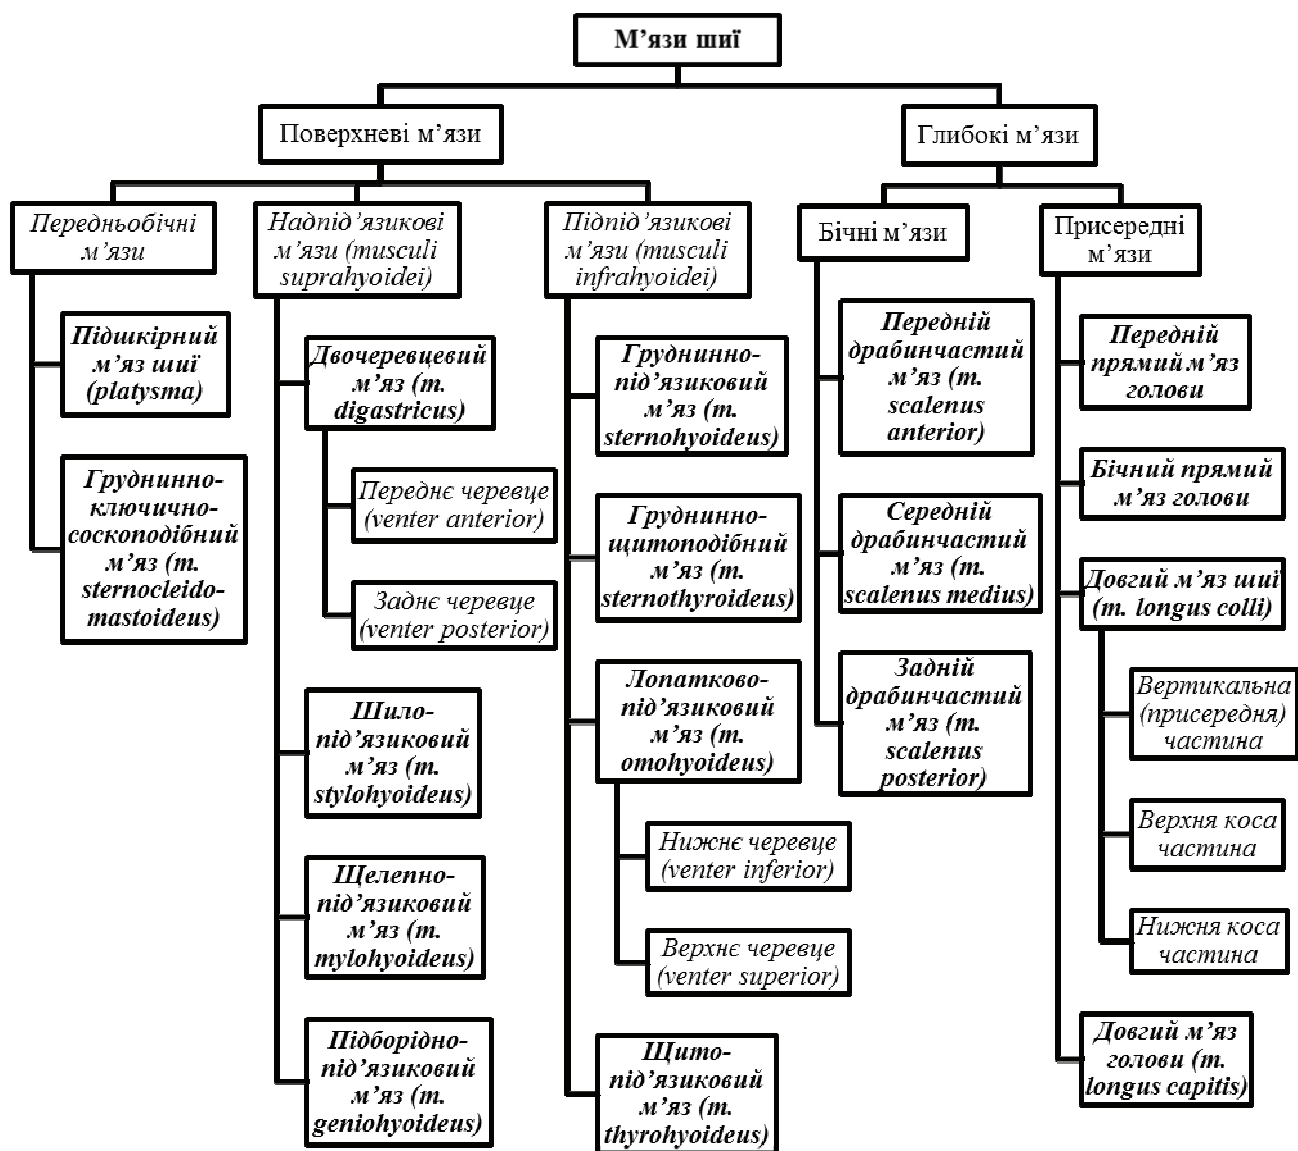 М’язи шиї
Поверхневі м’язи
Глибокі м’язи
Передньобічні
м’язи
Надпід’язикові
м’язи (musculi
suprahyoidei)
Підпід’язикові
м’язи (musculi
infrahyoidei)
Бічні м’язи
Присередні
м’язи
Підшкірний
м’яз шиї
(platysma)
Груднинно-
ключично-
соскоподібний
м’яз (m.
sternocleido-
mastoideus)
Двочеревцевий
м’яз (m.
digastricus)
Переднє черевце
(venter anterior)
Заднє черевце
(venter posterior)
Шило-
під’язиковий
м’яз (m.
stylohyoideus)
Щелепно-
під’язиковий
м’яз (m.
mylohyoideus)
Підборідно-
під’язиковий
м’яз (m.
geniohyoideus)
Груднинно-
під’язиковий
м’яз (m.
sternohyoideus)
Груднинно-
щитоподібний
м’яз (m.
sternothyroideus)
Лопатково-
під’язиковий
м’яз (m.
omohyoideus)
Нижнє черевце
(venter inferior)
Верхнє черевце
(venter superior)
Щито-
під’язиковий
м’яз (m.
thyrohyoideus)
Передній
драбинчастий
м’яз (m.
scalenus
anterior)
Середній
драбинчастий
м’яз (m.
scalenus medius)
Задній
драбинчастий
м’яз (m.
scalenus
posterior)
Передній
прямий м’яз
голови
Бічний прямий
м’яз голови
Довгий м’яз шиї
(m. longus colli)
Вертикальна
(присередня)
частина
Верхня коса
частина
Нижня коса
частина
Довгий м’яз
голови (m.
longus capitis)